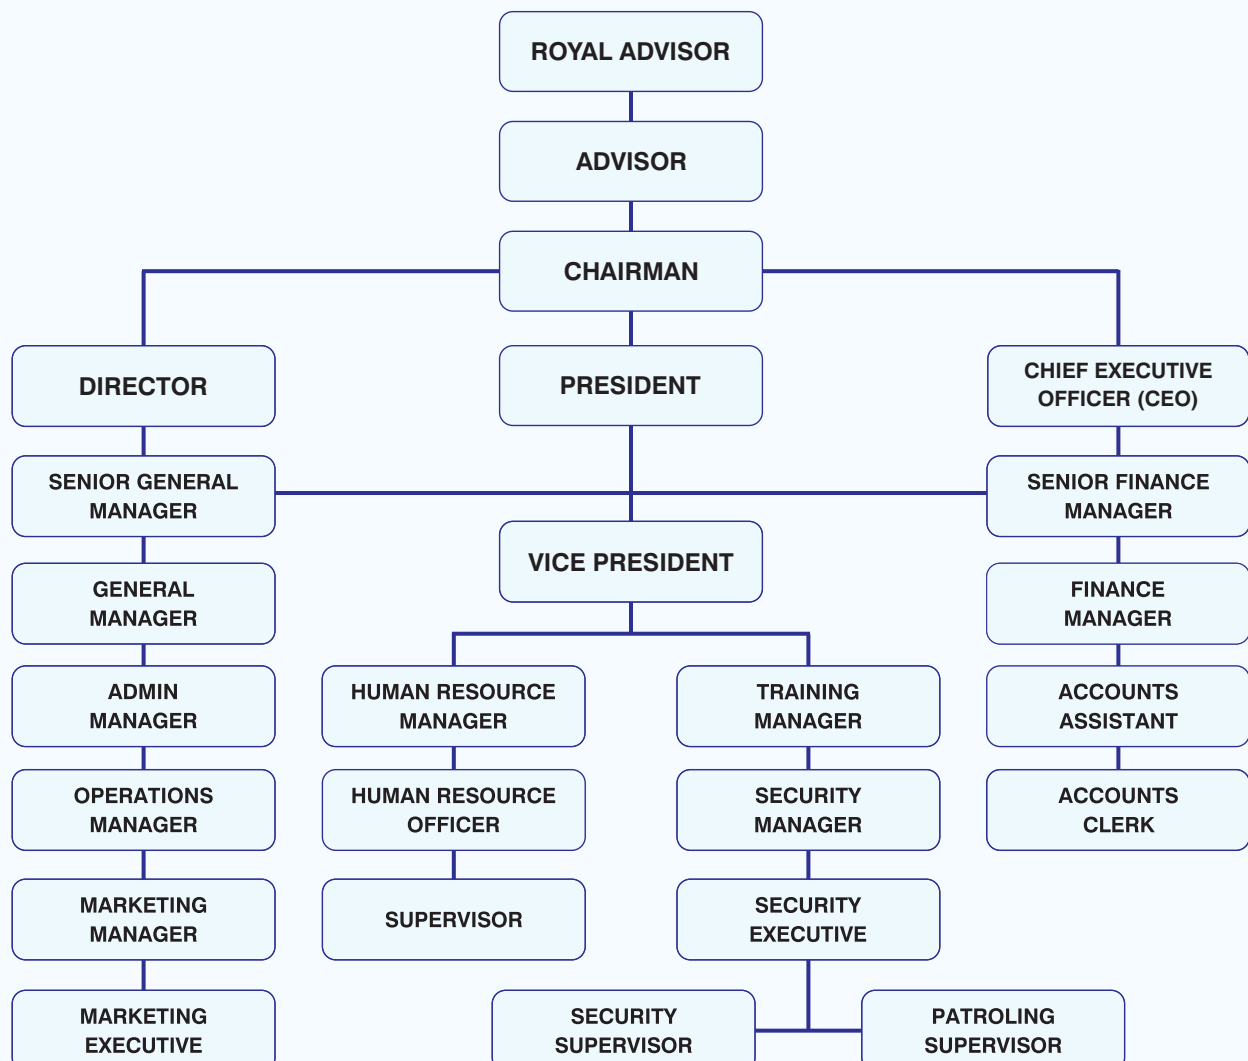 ROYAL ADVISOR
ADVISOR
CHAIRMAN
DIRECTOR
PRESIDENT
CHIEF EXECUTIVE
OFFICER (CEO)
SENIOR GENERAL
MANAGER
SENIOR FINANCE
MANAGER
VICE PRESIDENT
GENERAL
MANAGER
FINANCE
MANAGER
ADMIN
MANAGER
HUMAN RESOURCE
MANAGER
TRAINING
MANAGER
ACCOUNTS
ASSISTANT
OPERATIONS
MANAGER
HUMAN RESOURCE
OFFICER
SECURITY
MANAGER
ACCOUNTS
CLERK
MARKETING
MANAGER
SUPERVISOR
SECURITY
EXECUTIVE
MARKETING
EXECUTIVE
SECURITY
SUPERVISOR
PATROLING
SUPERVISOR